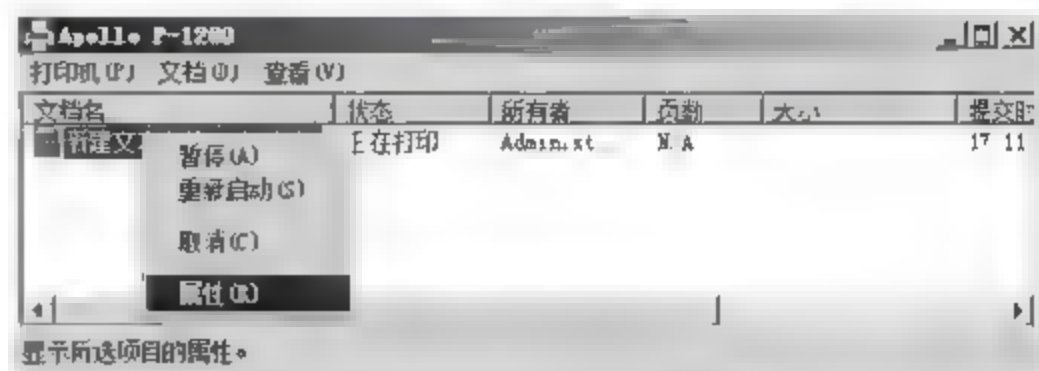 Apollo P-1200
打印机(P) 文档(D) 查看(V)
文档名 状态 所有者 页数 大小 提交时
新建文 正在打印 Administ 17 11
暂停(A)
重新启动(S)
取消(C)
属性(R)
显示所选项目的属性。